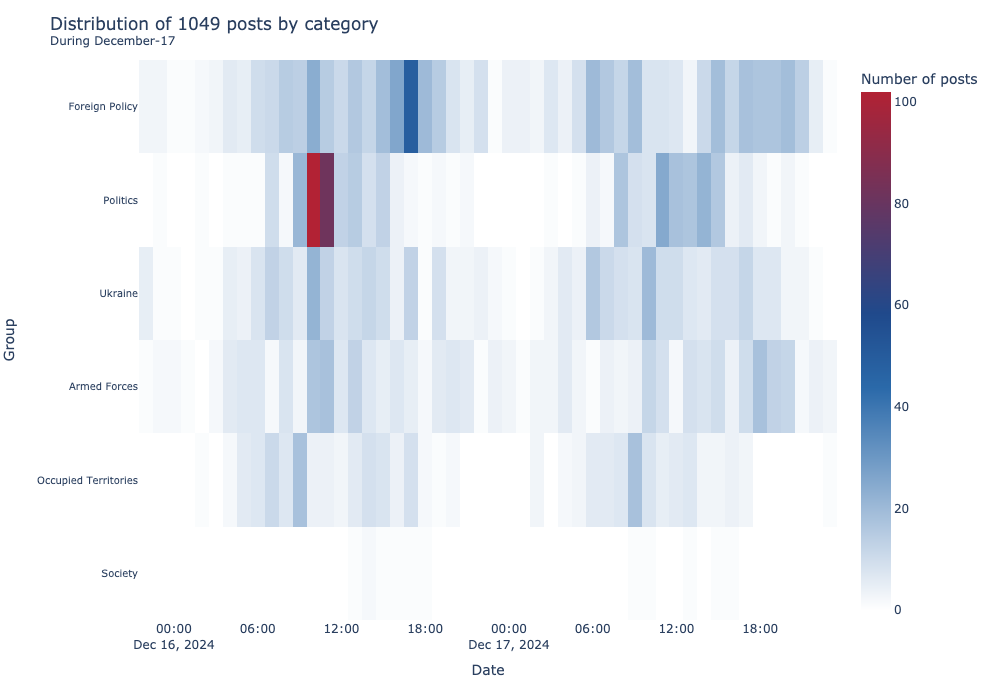 Distribution of 1049 posts by category
During December-17
Number of posts
100
80
60
40
20
0
Group
Foreign Policy
Politics
Ukraine
Armed Forces
Occupied Territories
Society
00:00 06:00 12:00 18:00 00:00 06:00 12:00 18:00
Dec 16, 2024 Dec 17, 2024
Date